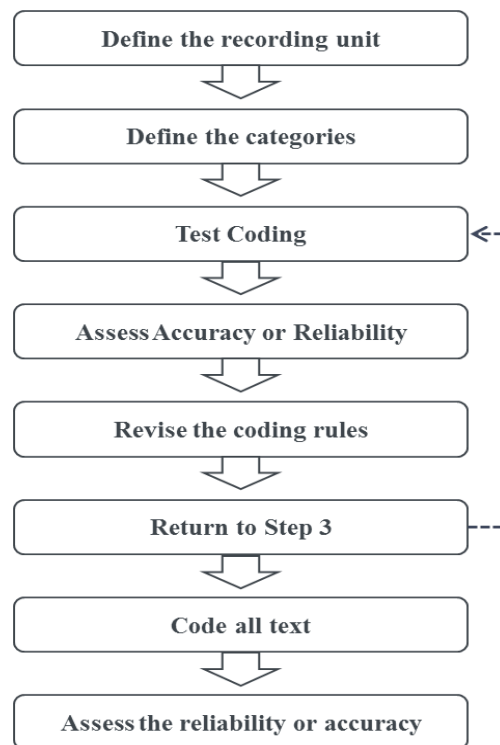 Define the recording unit
Define the categories
Test Coding
Assess Accuracy or Reliability
Revise the coding rules
Return to Step 3
Code all text
Assess the reliability or accuracy